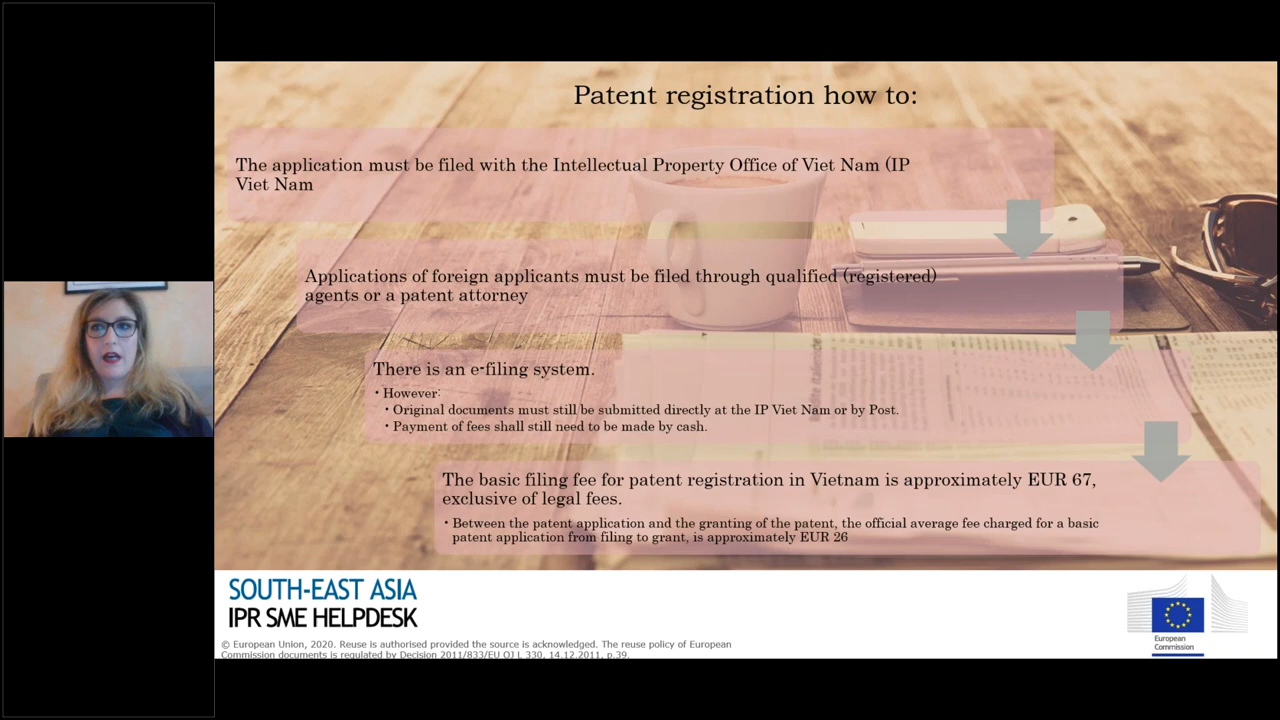 Patent registration how to:
The application must be filed with the Intellectual Property Office of Viet Nam (IP
Viet Nam
Applications of foreign applicants must be filed through qualified (registered)
agents or a patent attorney
There is an e-filing system.
• However:
• Original documents must still be submitted directly at the IP Viet Nam or by Post.
• Payment of fees shall still need to be made by cash.
The basic filing fee for patent registration in Vietnam is approximately EUR 67,
exclusive of legal fees.
• Between the patent application and the granting of the patent, the official average fee charged for a basic
patent application from filing to grant, is approximately EUR 26
SOUTH-EAST ASIA
IPR SME HELPDESK
© European Union, 2020. Reuse is authorised provided the source is acknowledged. The reuse policy of European
Commission documents is regulated by Decision 2011/833/EU OJ L 330, 14.12.2011, p.39.
European
Commission